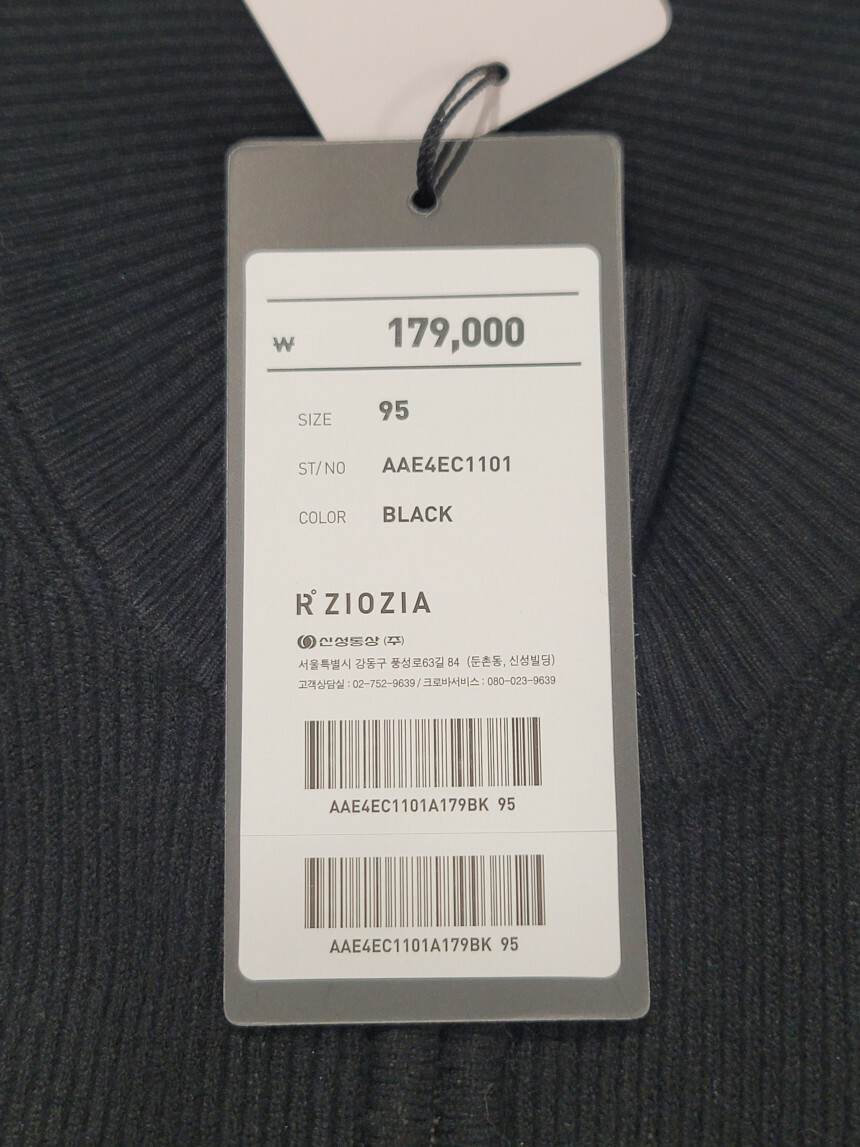 ₩ 179,000
SIZE 95
ST/NO AAE4EC1101
COLOR BLACK
R° ZIOZIA
신성통상 (주)
서울특별시 강동구 풍성로63길 84 (둔촌동, 신성빌딩)
고객상담실 : 02-752-9639 / 크로바서비스 : 080-023-9639
AAE4EC1101A179BK 95
AAE4EC1101A179BK 95